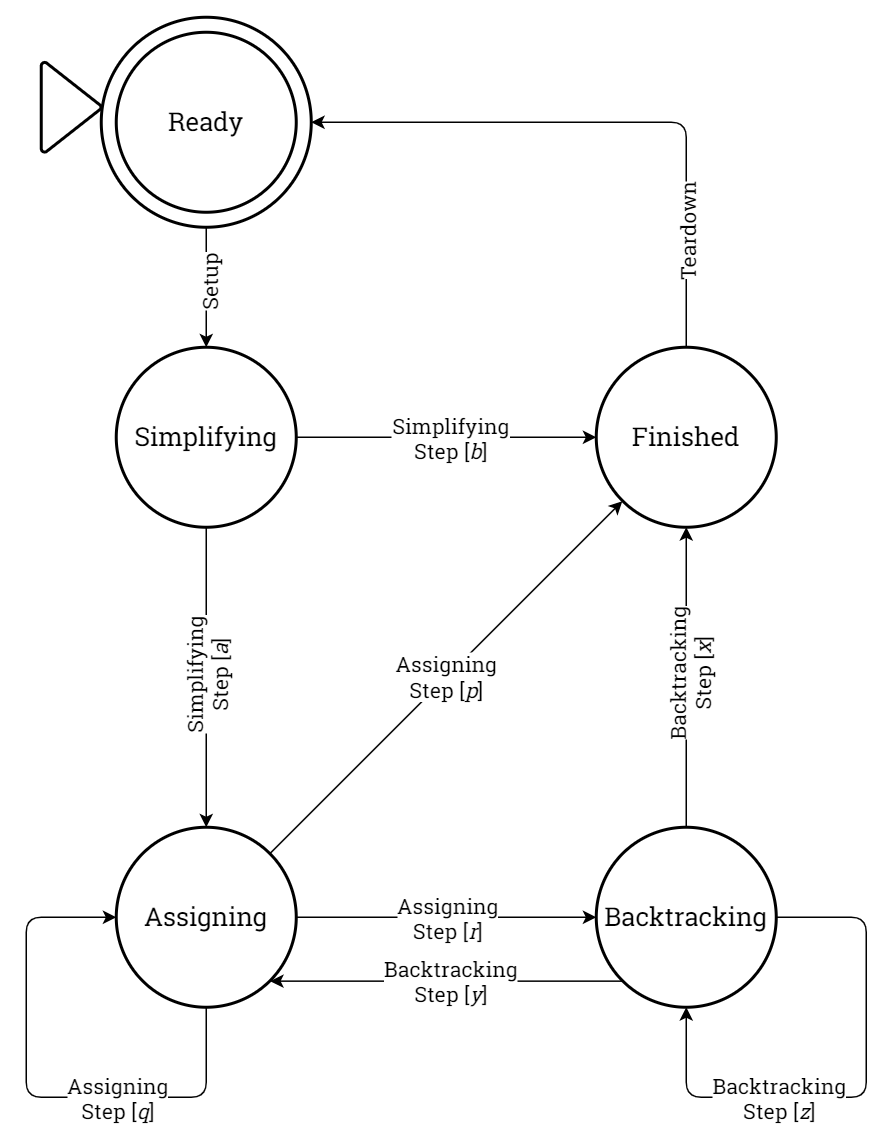 Ready
Teardown
Setup
Simplifying
Simplifying
Step [b]
Finished
Simplifying
Step [a]
Assigning
Step [p]
Backtracking
Step [x]
Assigning
Assigning
Step [r]
Backtracking
Backtracking
Step [y]
Assigning
Step [q]
Backtracking
Step [z]